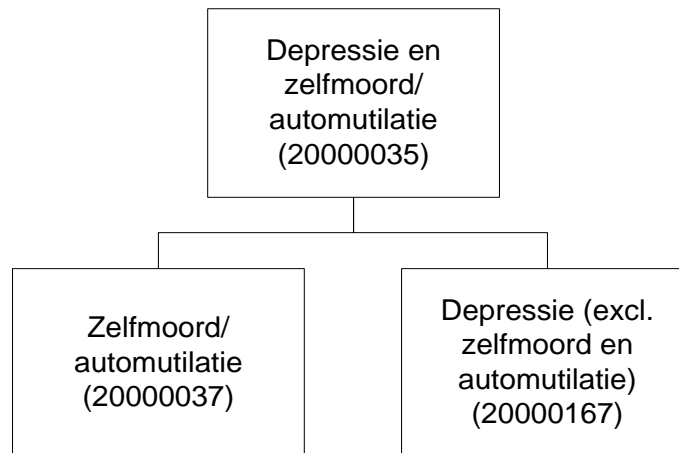 Depressie en
zelfmoord/
automutilatie
(20000035)
Zelfmoord/
automutilatie
(20000037)
Depressie (excl.
zelfmoord en
automutilatie)
(20000167)